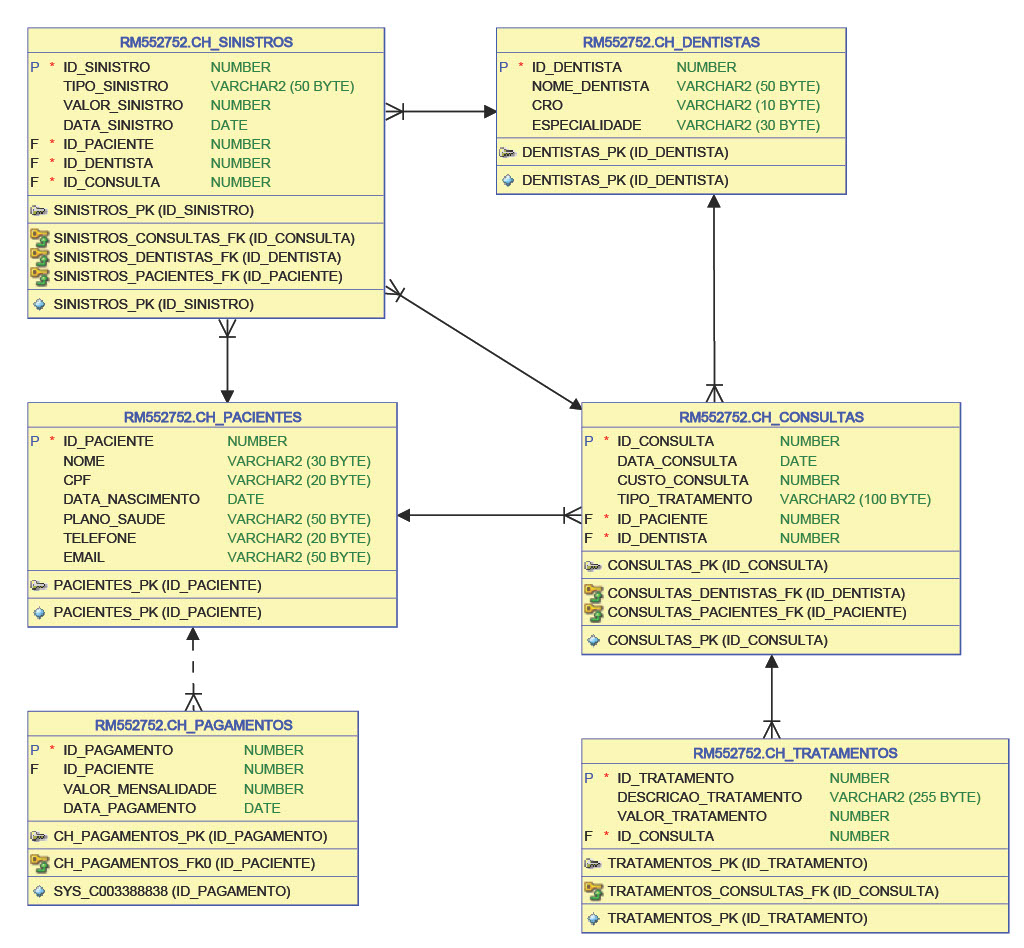 RM552752.CH_SINISTROS
P * ID_SINISTRO NUMBER
TIPO_SINISTRO VARCHAR2 (50 BYTE)
VALOR_SINISTRO NUMBER
DATA_SINISTRO DATE
F * ID_PACIENTE NUMBER
F * ID_DENTISTA NUMBER
F * ID_CONSULTA NUMBER
SINISTROS_PK (ID_SINISTRO)
SINISTROS_CONSULTAS_FK (ID_CONSULTA)
SINISTROS_DENTISTAS_FK (ID_DENTISTA)
SINISTROS_PACIENTES_FK (ID_PACIENTE)
SINISTROS_PK (ID_SINISTRO)
RM552752.CH_DENTISTAS
P * ID_DENTISTA NUMBER
NOME_DENTISTA VARCHAR2 (50 BYTE)
CRO VARCHAR2 (10 BYTE)
ESPECIALIDADE VARCHAR2 (30 BYTE)
DENTISTAS_PK (ID_DENTISTA)
DENTISTAS_PK (ID_DENTISTA)
RM552752.CH_PACIENTES
P * ID_PACIENTE NUMBER
NOME VARCHAR2 (30 BYTE)
CPF VARCHAR2 (20 BYTE)
DATA_NASCIMENTO DATE
PLANO_SAUDE VARCHAR2 (50 BYTE)
TELEFONE VARCHAR2 (20 BYTE)
EMAIL VARCHAR2 (50 BYTE)
PACIENTES_PK (ID_PACIENTE)
PACIENTES_PK (ID_PACIENTE)
RM552752.CH_CONSULTAS
P * ID_CONSULTA NUMBER
DATA_CONSULTA DATE
CUSTO_CONSULTA NUMBER
TIPO_TRATAMENTO VARCHAR2 (100 BYTE)
F * ID_PACIENTE NUMBER
F * ID_DENTISTA NUMBER
CONSULTAS_PK (ID_CONSULTA)
CONSULTAS_DENTISTAS_FK (ID_DENTISTA)
CONSULTAS_PACIENTES_FK (ID_PACIENTE)
CONSULTAS_PK (ID_CONSULTA)
RM552752.CH_PAGAMENTOS
P * ID_PAGAMENTO NUMBER
F ID_PACIENTE NUMBER
VALOR_MENSALIDADE NUMBER
DATA_PAGAMENTO DATE
CH_PAGAMENTOS_PK (ID_PAGAMENTO)
CH_PAGAMENTOS_FK0 (ID_PACIENTE)
SYS_C003388838 (ID_PAGAMENTO)
RM552752.CH_TRATAMENTOS
P * ID_TRATAMENTO NUMBER
DESCRICAO_TRATAMENTO VARCHAR2 (255 BYTE)
VALOR_TRATAMENTO NUMBER
F * ID_CONSULTA NUMBER
TRATAMENTOS_PK (ID_TRATAMENTO)
TRATAMENTOS_CONSULTAS_FK (ID_CONSULTA)
TRATAMENTOS_PK (ID_TRATAMENTO)